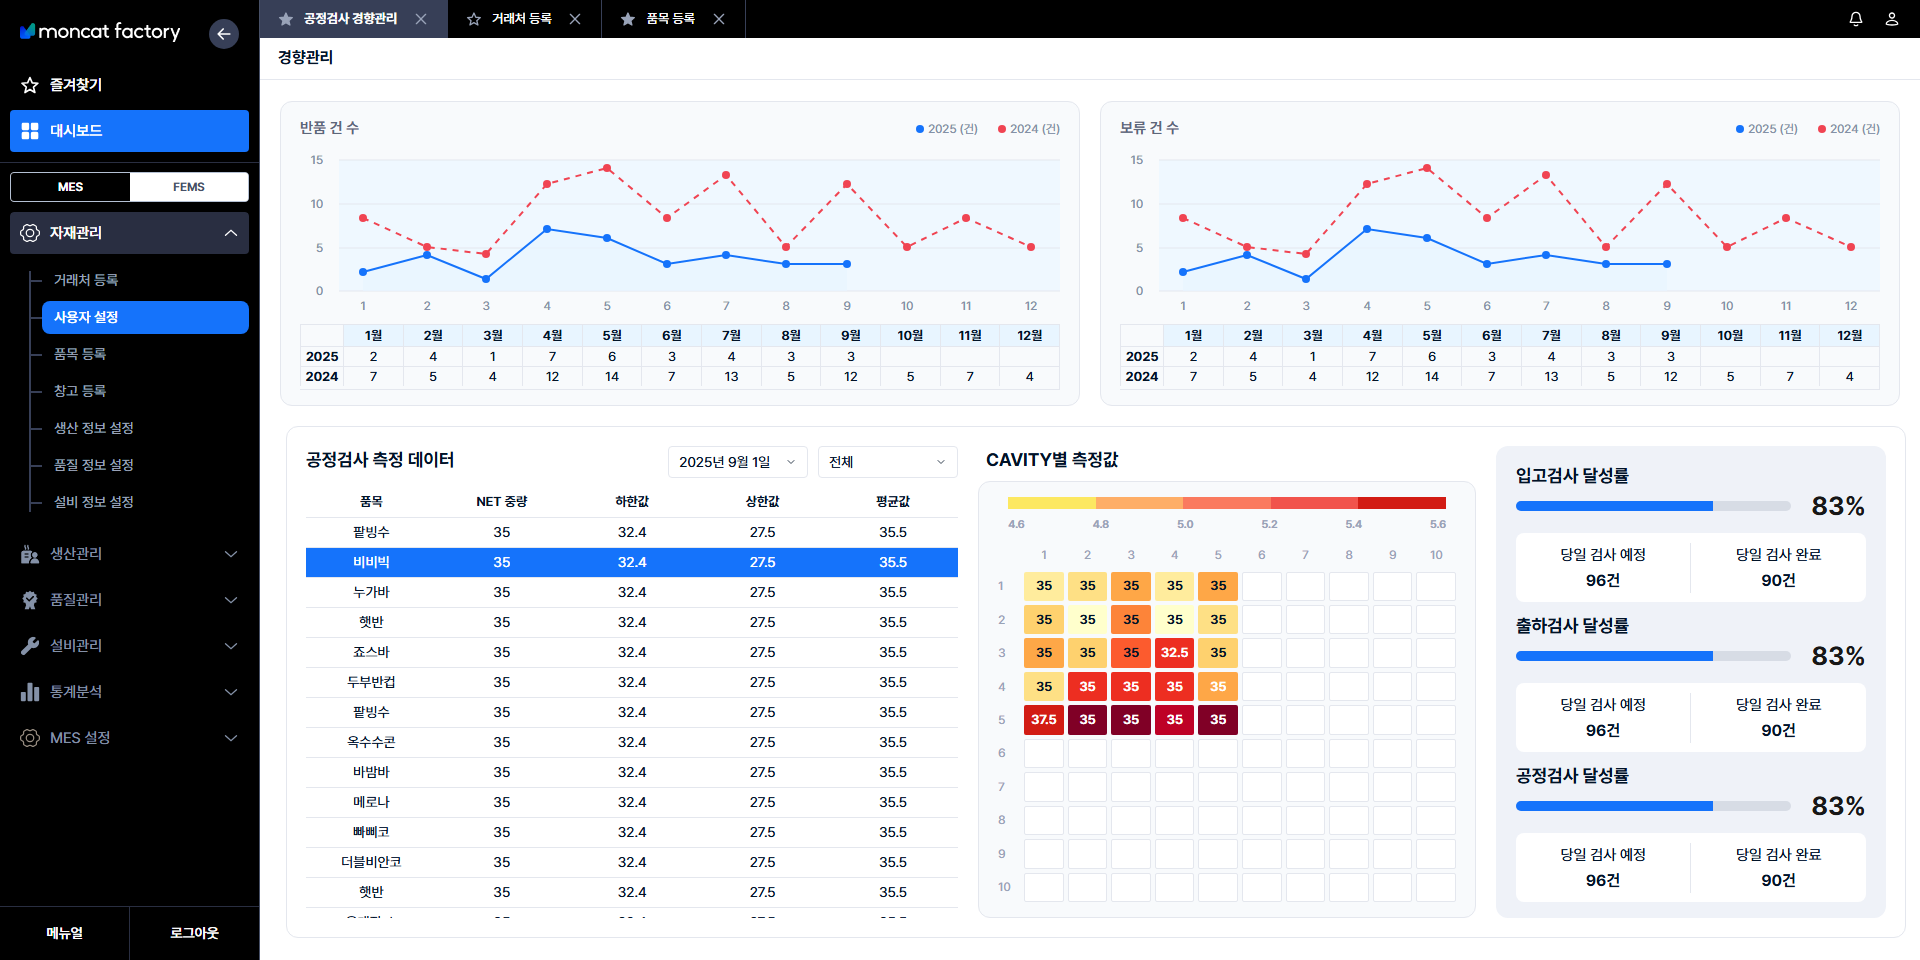 moncat factory
즐겨찾기
대시보드
MES FEMS
자재관리
거래처 등록
사용자 설정
품목 등록
창고 등록
생산 정보 설정
품질 정보 설정
설비 정보 설정
생산관리
품질관리
설비관리
통계분석
MES 설정
메뉴얼 로그아웃
공정검사 경향관리 거래처 등록 품목 등록
경향관리
반품 건 수 2025 (건) 2024 (건)
15
10
5
0
1 2 3 4 5 6 7 8 9 10 11 12
1월 2월 3월 4월 5월 6월 7월 8월 9월 10월 11월 12월
2025 2 4 1 7 6 3 4 3 3
2024 7 5 4 12 14 7 13 5 12 5 7 4
보류 건 수 2025 (건) 2024 (건)
15
10
5
0
1 2 3 4 5 6 7 8 9 10 11 12
1월 2월 3월 4월 5월 6월 7월 8월 9월 10월 11월 12월
2025 2 4 1 7 6 3 4 3 3
2024 7 5 4 12 14 7 13 5 12 5 7 4
공정검사 측정 데이터 2025년 9월 1일 전체
품목 NET 중량 하한값 상한값 평균값
팥빙수 35 32.4 27.5 35.5
비비빅 35 32.4 27.5 35.5
누가바 35 32.4 27.5 35.5
햇반 35 32.4 27.5 35.5
죠스바 35 32.4 27.5 35.5
두부반컵 35 32.4 27.5 35.5
팥빙수 35 32.4 27.5 35.5
옥수수콘 35 32.4 27.5 35.5
바밤바 35 32.4 27.5 35.5
메로나 35 32.4 27.5 35.5
빠삐코 35 32.4 27.5 35.5
더블비안코 35 32.4 27.5 35.5
햇반 35 32.4 27.5 35.5
CAVITY별 측정값
4.6 4.8 5.0 5.2 5.4 5.6
1 2 3 4 5 6 7 8 9 10
1 35 35 35 35 35
2 35 35 35 35 35
3 35 35 35 32.5 35
4 35 35 35 35 35
5 37.5 35 35 35 35
6
7
8
9
10
입고검사 달성률
83%
당일 검사 예정 당일 검사 완료
96건 90건
출하검사 달성률
83%
당일 검사 예정 당일 검사 완료
96건 90건
공정검사 달성률
83%
당일 검사 예정 당일 검사 완료
96건 90건